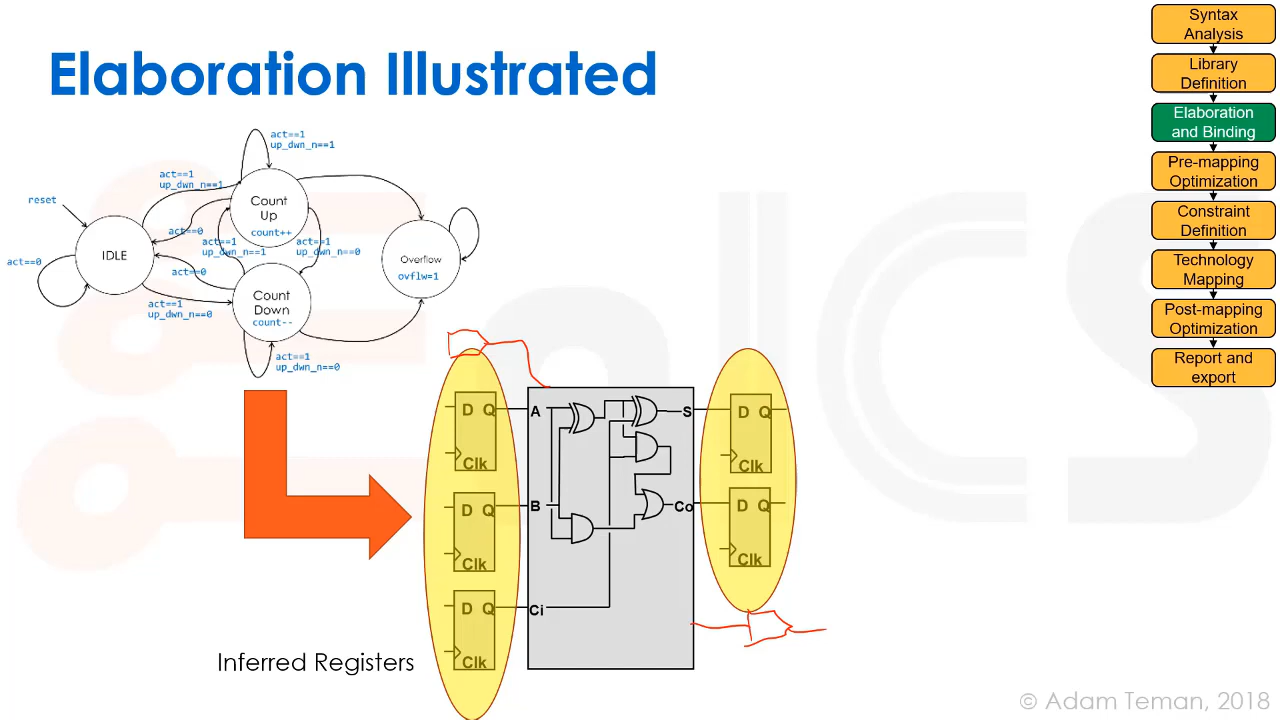 Elaboration Illustrated
Syntax
Analysis
Library
Definition
Elaboration
and Binding
Pre-mapping
Optimization
Constraint
Definition
Technology
Mapping
Post-mapping
Optimization
Report and
export
act==1
up_dwn_n==1
act==1
up_dwn_n==1
reset
Count
Up
count++
act==0
act==1
up_dwn_n==1
act==1
up_dwn_n==0
IDLE
act==0
act==0
Overflow
ovflw=1
Count
Down
count--
act==1
up_dwn_n==0
act==1
up_dwn_n==0
D Q
Clk
A
S
D Q
Clk
D Q
Clk
B
Co
D Q
Clk
D Q
Clk
Ci
Inferred Registers
ICS
© Adam Teman, 2018